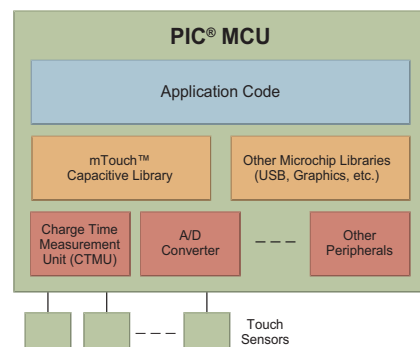 PIC® MCU
Application Code
mTouch™
Capacitive Library
Other Microchip Libraries
(USB, Graphics, etc.)
Charge Time
Measurement
Unit (CTMU)
A/D
Converter
Other
Peripherals
Touch
Sensors